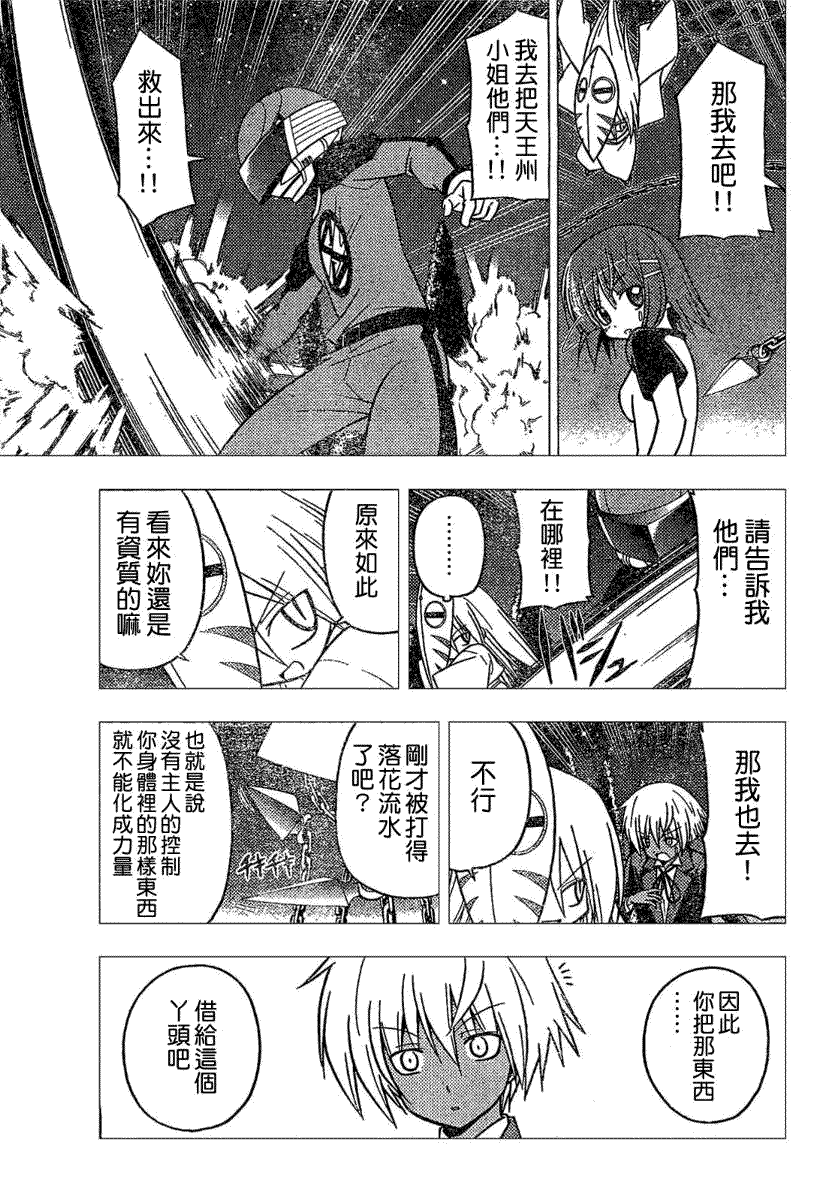 那我去吧!!
我去把天王州
小姐他們…!!
救出來…!!
請告訴我
他們…
在哪裡!!
………
原來如此
看來妳還是
有資質的嘛
那我也去!
不行
剛才被打得
落花流水
了吧?
也就是說
沒有主人的控制
你身體裡的那樣東西
就不能化成力量
因此
你把那東西
……
借給這個
丫頭吧